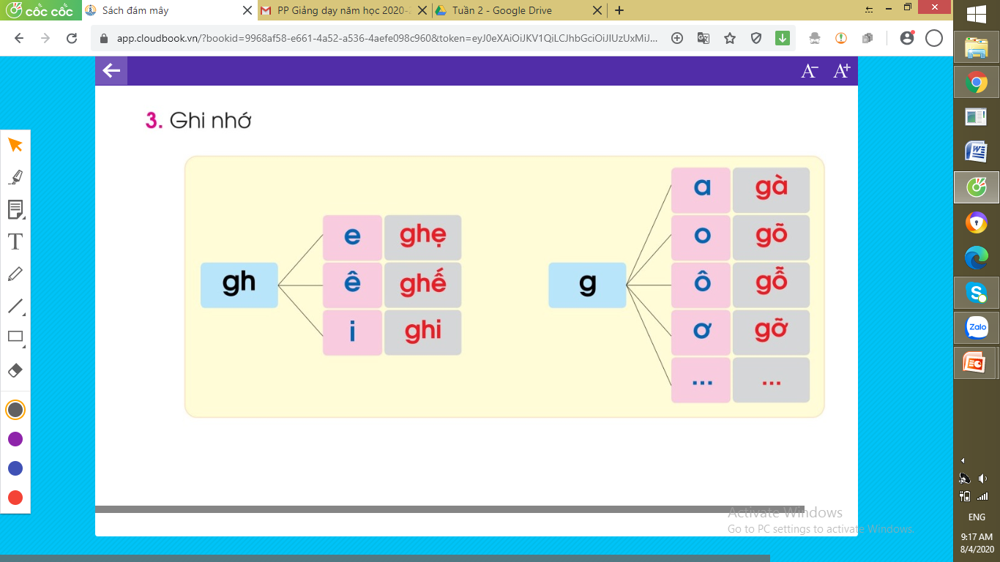 cốc cốc
Sách đám mây
PP Giảng dạy năm học 2020-2
Tuần 2 - Google Drive
app.cloudbook.vn/?bookid=9968af58-e661-4a52-a536-4aefe098c960&token=eyJ0eXAiOiJKV1QiLCJhbGciOiJIUzUxMiJ...
A- A+
3. Ghi nhớ
gh
e ghẹ
ê ghế
i ghi
g
a gà
o gõ
ô gỗ
ơ gỡ
... ...
T
Zalo
Activate Windows
Go to PC settings to activate Windows.
ENG
9:17 AM
8/4/2020